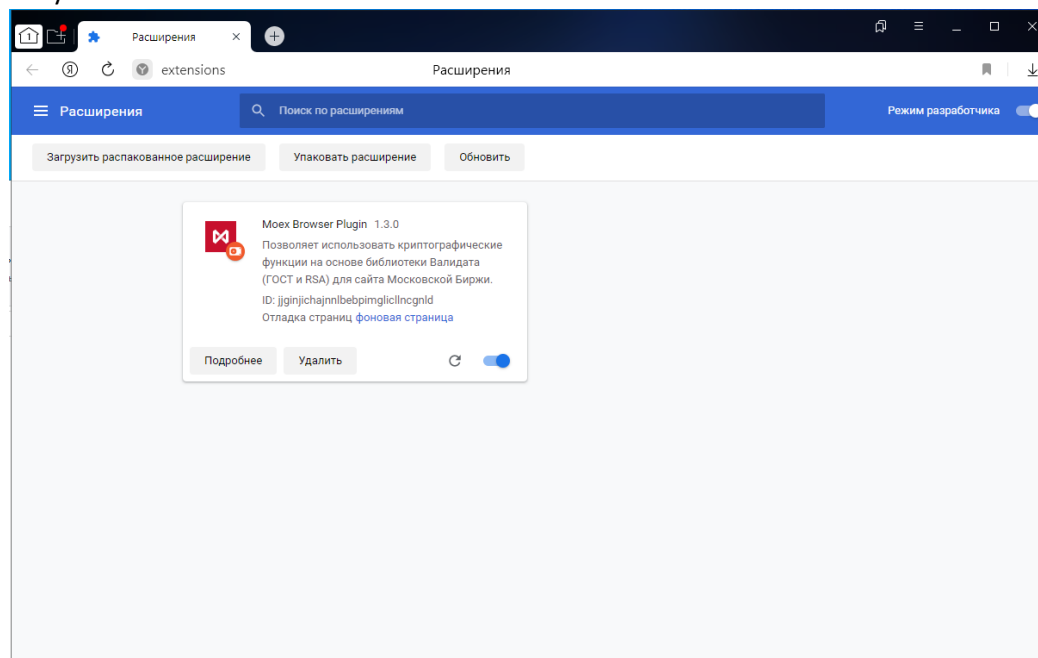 1
Расширения
Я
extensions
Расширения
Расширения
Поиск по расширениям
Режим разработчика
Загрузить распакованное расширение
Упаковать расширение
Обновить
Moex Browser Plugin 1.3.0
Позволяет использовать криптографические
функции на основе библиотеки Валидата
(ГОСТ и RSA) для сайта Московской Биржи.
ID: jjginjichajnnlbebpimglicllncgnld
Отладка страниц фоновая страница
Подробнее
Удалить